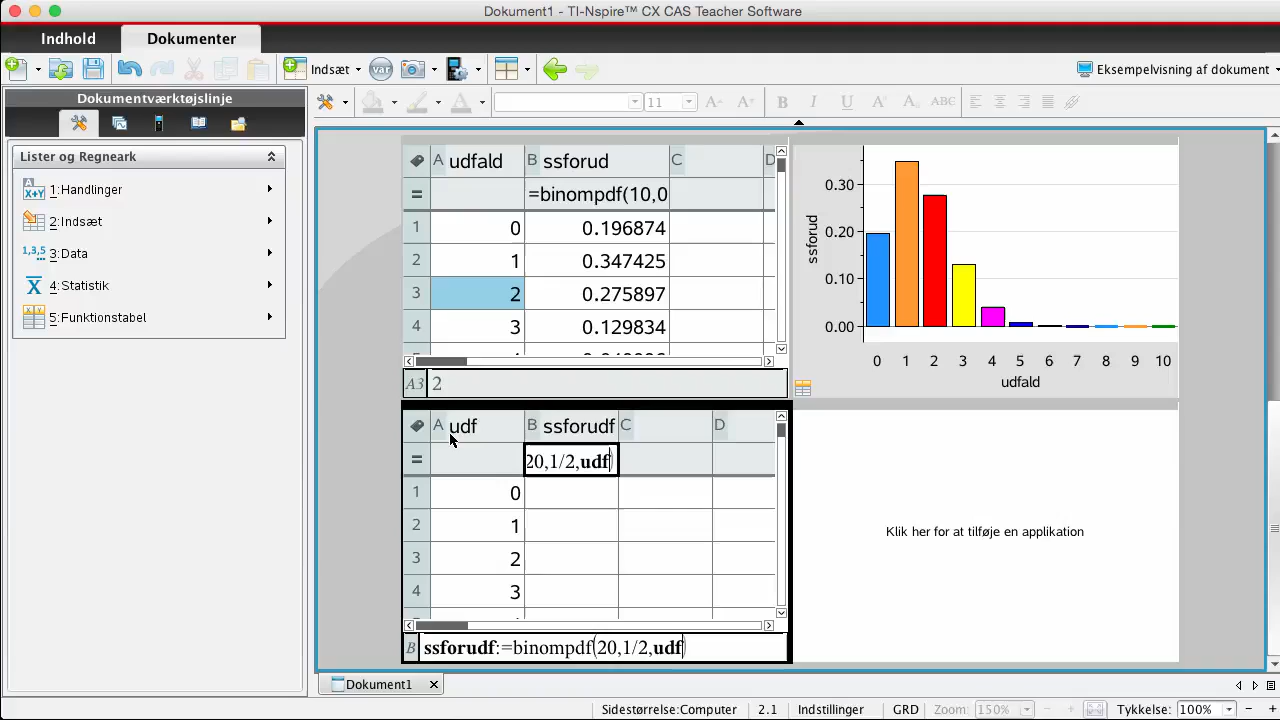 Dokument1 - TI-Nspire™ CX CAS Teacher Software
Indhold
Dokumenter
Indsæt
var
Eksempelvisning af dokument
Dokumentværktøjslinje
11
B I U A A ABC
Lister og Regneark
1:Handlinger
2:Indsæt
3:Data
4:Statistik
5:Funktionstabel
A udfald B ssforud C D
= =binompdf(10,0
1 0 0.196874
2 1 0.347425
3 2 0.275897
4 3 0.129834
A3 2
ssforud
0.30
0.20
0.10
0.00
0 1 2 3 4 5 6 7 8 9 10
udfald
A udf B ssforudf C D
= 20,1/2,udf)
1 0
2 1
3 2
4 3
B ssforudf:=binompdf(20,1/2,udf)
Klik her for at tilføje en applikation
Dokument1
Sidestørrelse:Computer 2.1 Indstillinger GRD Zoom: 150% Tykkelse: 100%